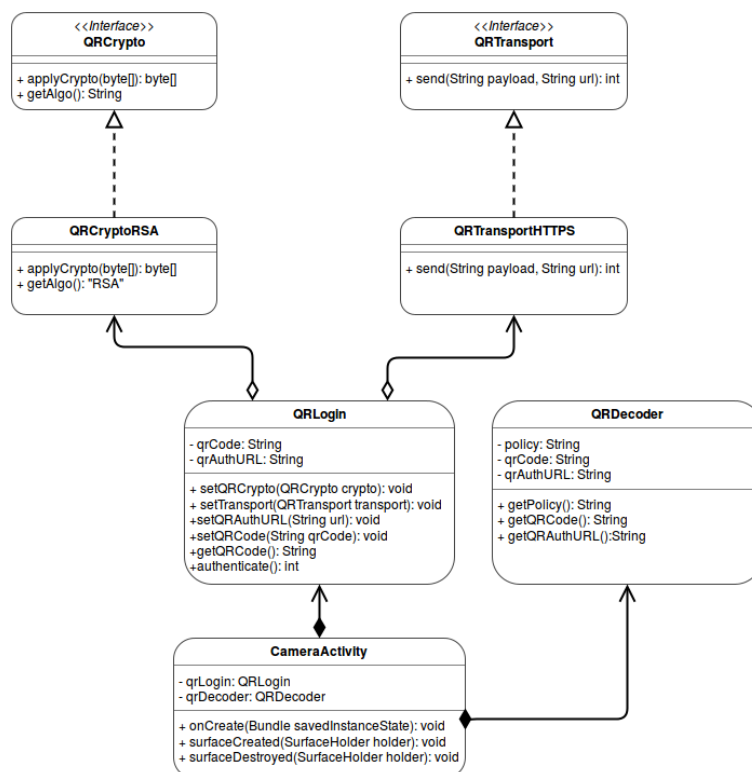 <<Interface>>
QRCrypto
+ applyCrypto(byte[]): byte[]
+ getAlgo(): String
<<Interface>>
QRTransport
+ send(String payload, String url): int
QRCryptoRSA
+ applyCrypto(byte[]): byte[]
+ getAlgo(): "RSA"
QRTransportHTTPS
+ send(String payload, String url): int
QRLogin
- qrCode: String
- qrAuthURL: String
+ setQRCrypto(QRCrypto crypto): void
+ setTransport(QRTransport transport): void
+setQRAuthURL(String url): void
+setQRCode(String qrCode): void
+getQRCode(): String
+authenticate(): int
QRDecoder
- policy: String
- qrCode: String
- qrAuthURL: String
+ getPolicy(): String
+ getQRCode(): String
+ getQRAuthURL():String
CameraActivity
- qrLogin: QRLogin
- qrDecoder: QRDecoder
+ onCreate(Bundle savedInstanceState): void
+ surfaceCreated(SurfaceHolder holder): void
+ surfaceDestroyed(SurfaceHolder holder): void